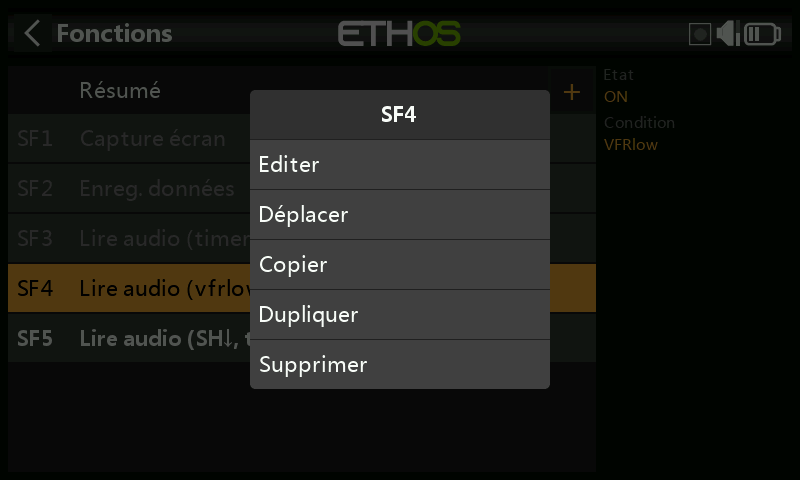 Fonctions
ETHOS
Résumé
+
Etat
ON
Condition
VFRlow
SF1 Capture écran
SF2 Enreg. données
SF3 Lire audio (timer
SF4 Lire audio (vfrlow
SF5 Lire audio (SH↓, t
SF4
Editer
Déplacer
Copier
Dupliquer
Supprimer